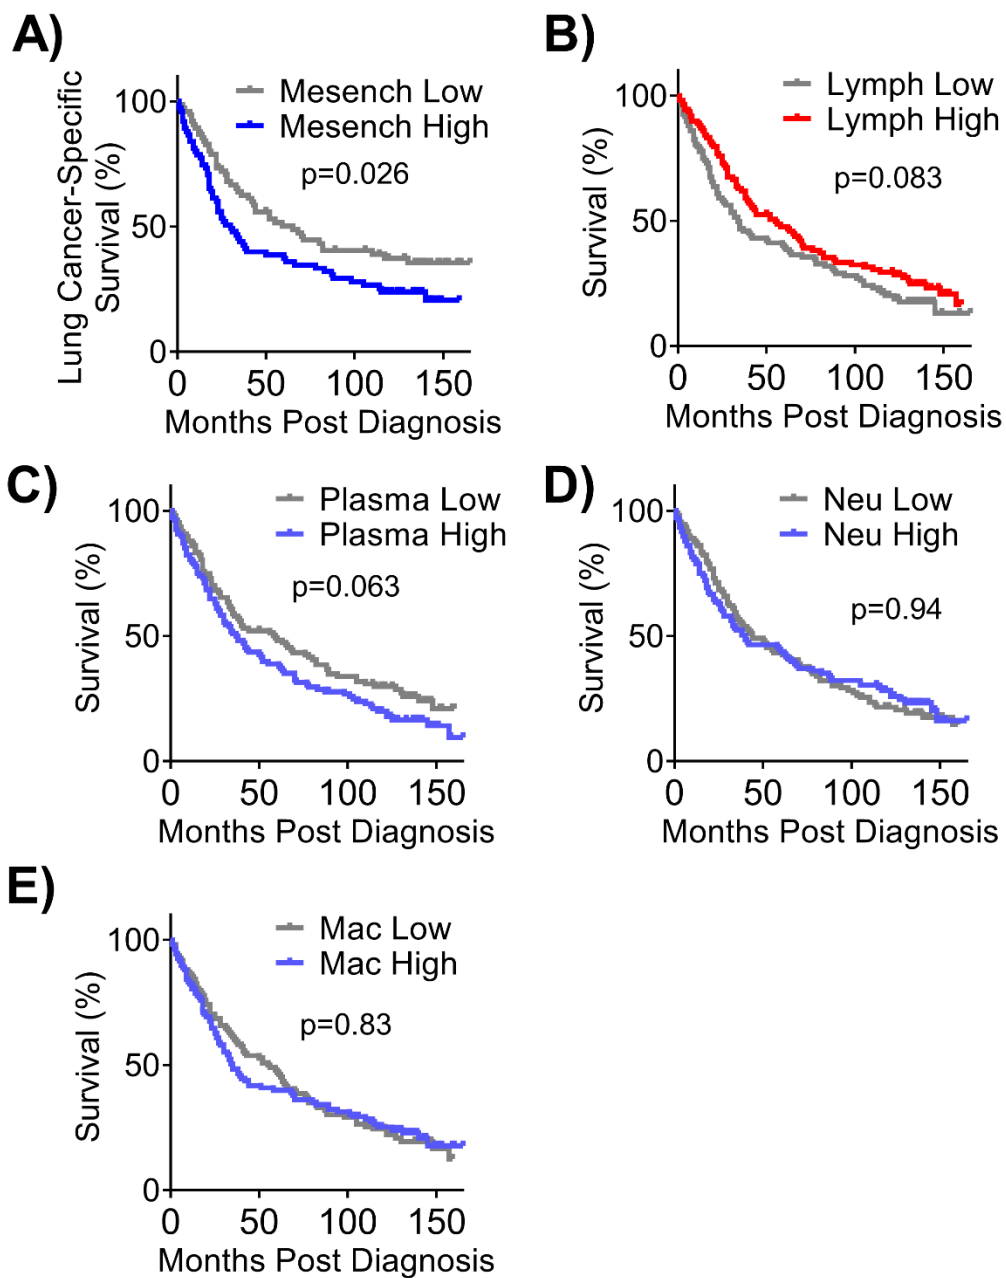 A)
Lung Cancer-Specific
Survival (%)
100
50
0
Mesench Low
Mesench High
p=0.026
0 50 100 150
Months Post Diagnosis
B)
Survival (%)
100
50
0
Lymph Low
Lymph High
p=0.083
0 50 100 150
Months Post Diagnosis
C)
Survival (%)
100
50
0
Plasma Low
Plasma High
p=0.063
0 50 100 150
Months Post Diagnosis
D)
Survival (%)
100
50
0
Neu Low
Neu High
p=0.94
0 50 100 150
Months Post Diagnosis
E)
Survival (%)
100
50
0
Mac Low
Mac High
p=0.83
0 50 100 150
Months Post Diagnosis